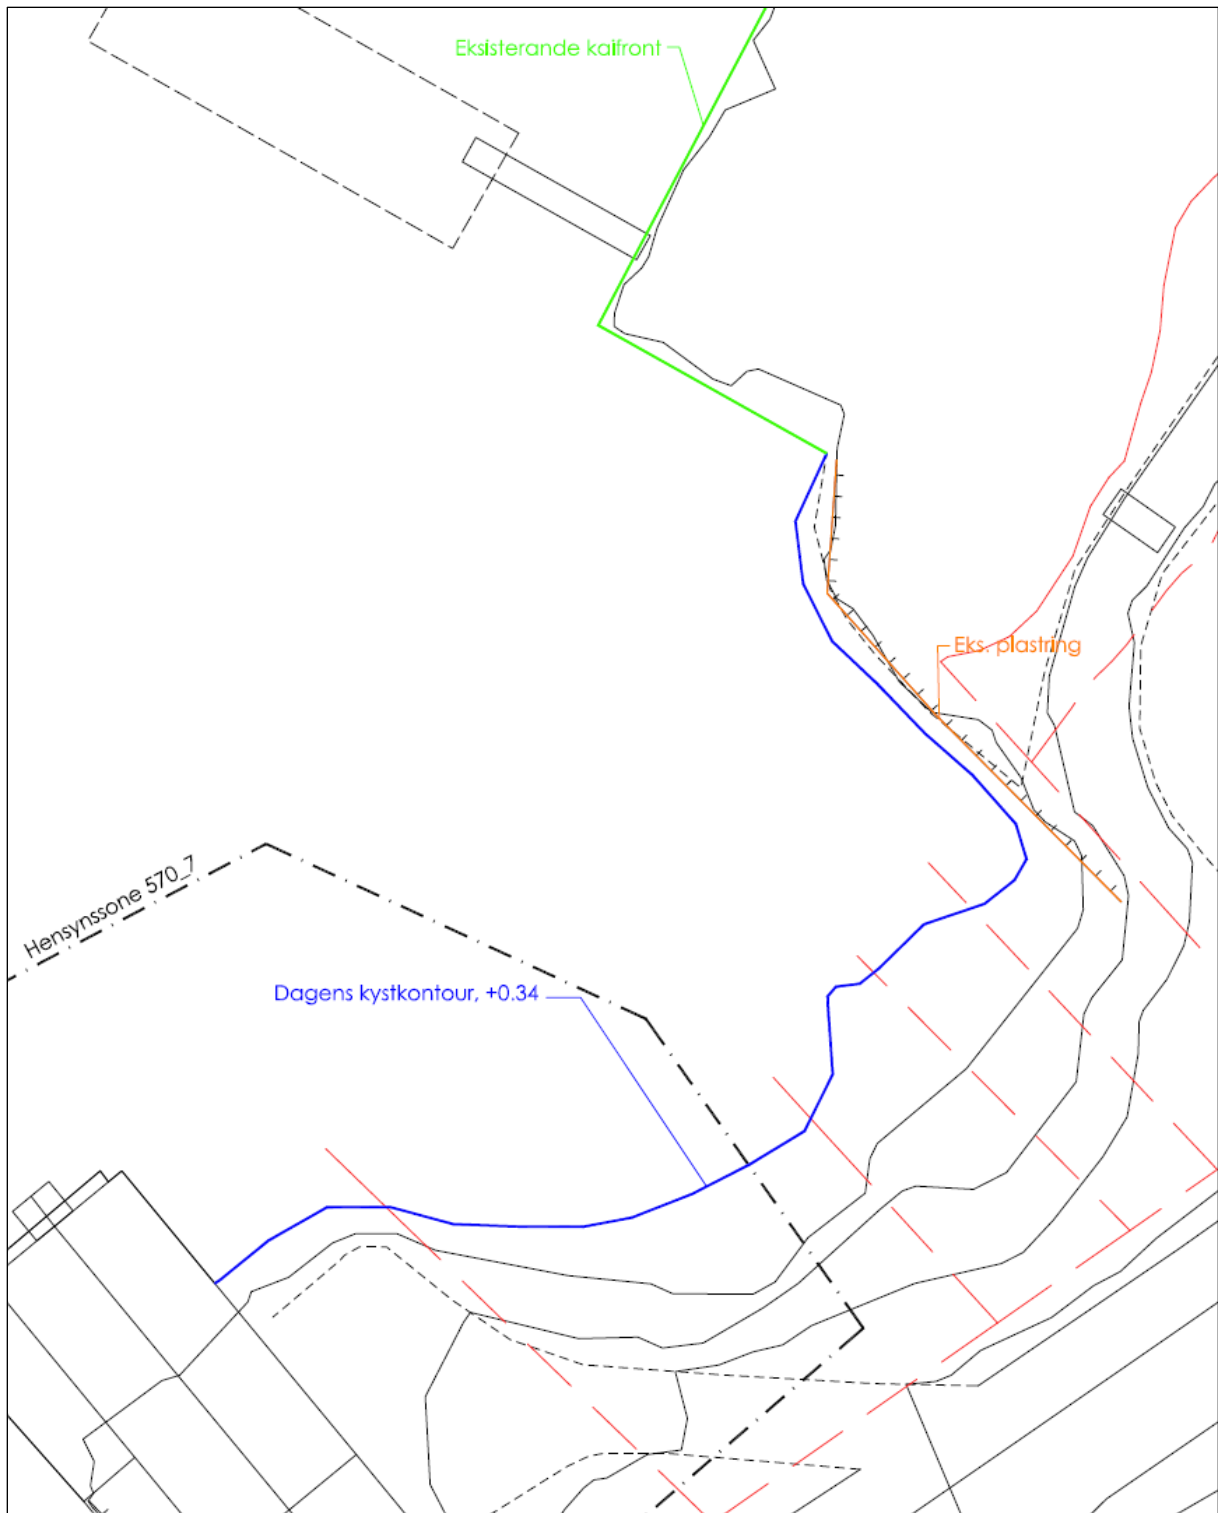 Eksisterande kaifront
Eks. plastring
Hensynssone 570_7
Dagens kystkontour, +0.34